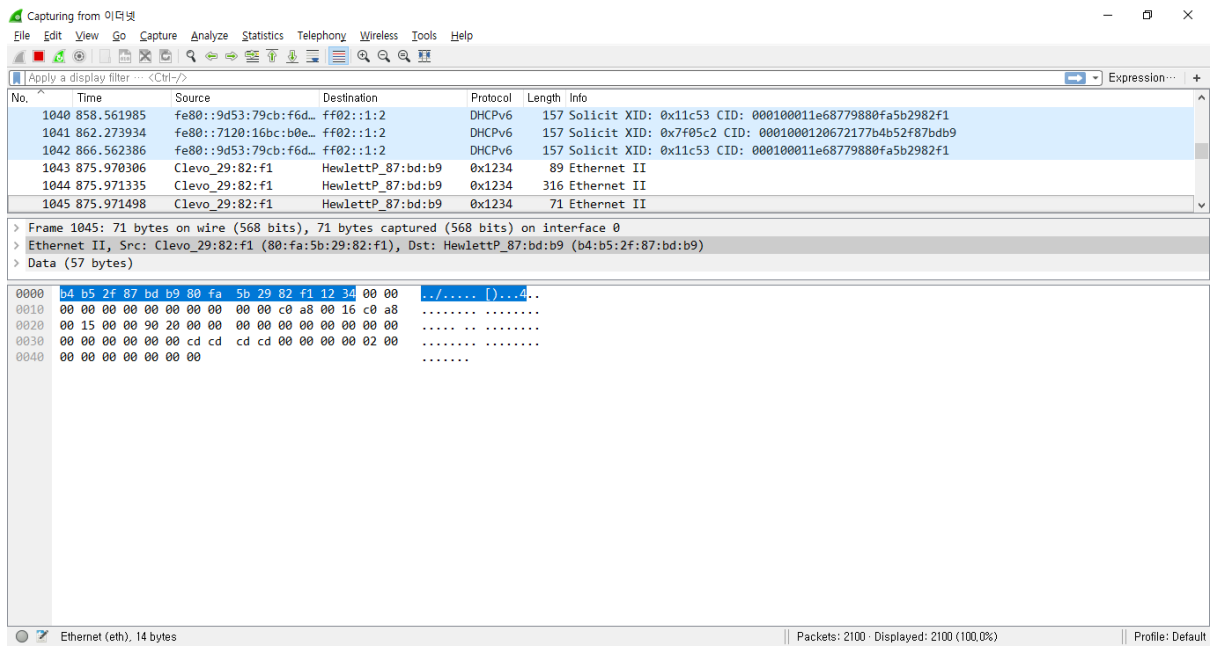 Capturing from 이더넷
File Edit View Go Capture Analyze Statistics Telephony Wireless Tools Help
Apply a display filter ··· <Ctrl-/>
Expression··· +
No. Time Source Destination Protocol Length Info
1040 858.561985 fe80::9d53:79cb:f6d… ff02::1:2 DHCPv6 157 Solicit XID: 0x11c53 CID: 000100011e68779880fa5b2982f1
1041 862.273934 fe80::7120:16bc:b0e… ff02::1:2 DHCPv6 157 Solicit XID: 0x7f05c2 CID: 0001000120672177b4b52f87bdb9
1042 866.562386 fe80::9d53:79cb:f6d… ff02::1:2 DHCPv6 157 Solicit XID: 0x11c53 CID: 000100011e68779880fa5b2982f1
1043 875.970306 Clevo_29:82:f1 HewlettP_87:bd:b9 0x1234 89 Ethernet II
1044 875.971335 Clevo_29:82:f1 HewlettP_87:bd:b9 0x1234 316 Ethernet II
1045 875.971498 Clevo_29:82:f1 HewlettP_87:bd:b9 0x1234 71 Ethernet II
> Frame 1045: 71 bytes on wire (568 bits), 71 bytes captured (568 bits) on interface 0
> Ethernet II, Src: Clevo_29:82:f1 (80:fa:5b:29:82:f1), Dst: HewlettP_87:bd:b9 (b4:b5:2f:87:bd:b9)
> Data (57 bytes)
0000 b4 b5 2f 87 bd b9 80 fa 5b 29 82 f1 12 34 00 00 ../..... [)...4..
0010 00 00 00 00 00 00 00 00 00 00 c0 a8 00 16 c0 a8 ........ ........
0020 00 15 00 00 90 20 00 00 00 00 00 00 00 00 00 00 ..... .. ........
0030 00 00 00 00 00 00 cd cd cd cd 00 00 00 00 02 00 ........ ........
0040 00 00 00 00 00 00 00 .......
Ethernet (eth), 14 bytes
Packets: 2100 · Displayed: 2100 (100,0%)
Profile: Default